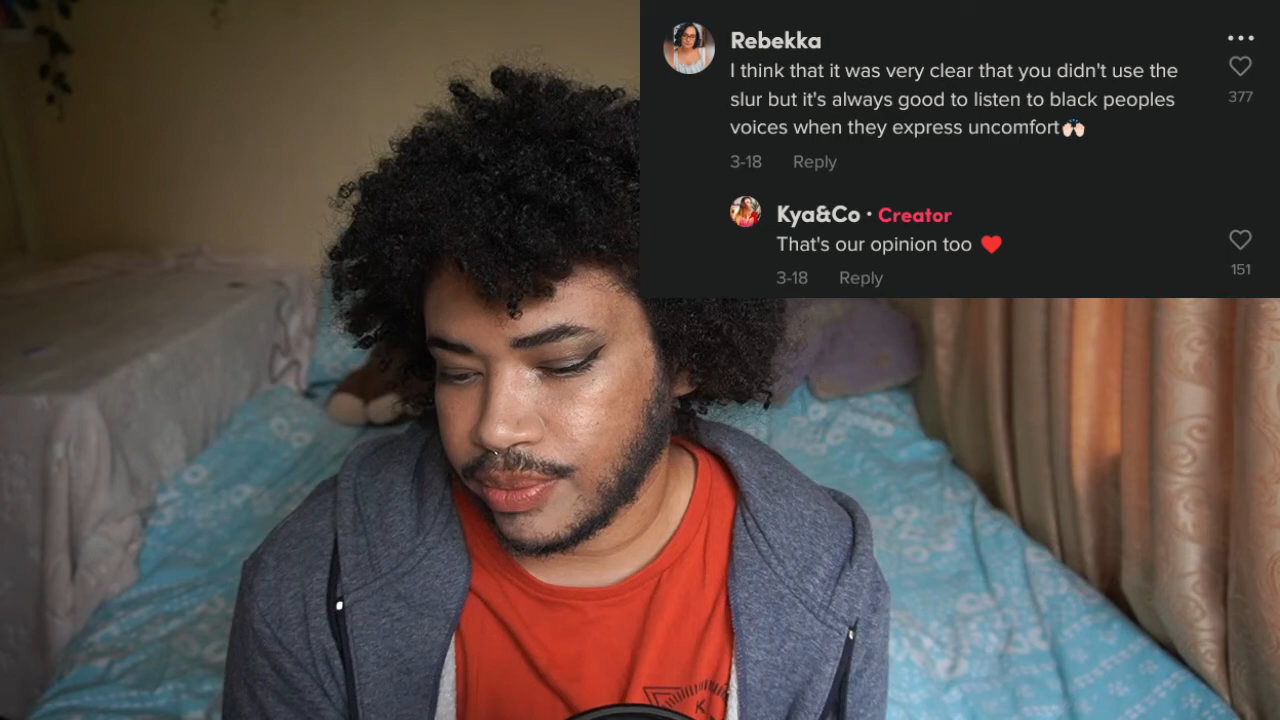 Rebekka
I think that it was very clear that you didn't use the
slur but it's always good to listen to black peoples
voices when they express uncomfort🙌🏻
377
3-18 Reply
Kya&Co · Creator
That's our opinion too ❤️
151
3-18 Reply